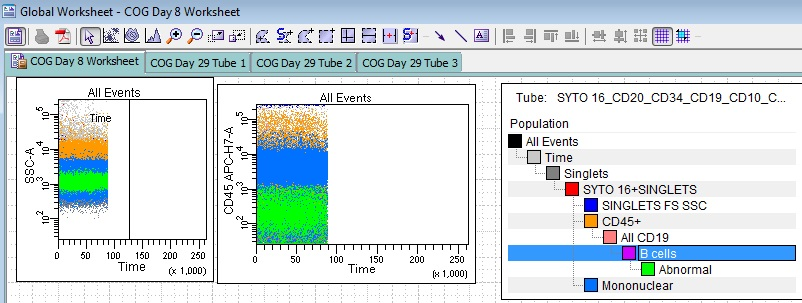 Global Worksheet - COG Day 8 Worksheet
COG Day 8 Worksheet
COG Day 29 Tube 1
COG Day 29 Tube 2
COG Day 29 Tube 3
All Events
Time
SSC-A
10^5
10^4
10^3
10^2
0 50 100 150 200 250
Time
(x 1,000)
All Events
CD45 APC-H7-A
10^5
10^4
10^3
10^2
0 50 100 150 200 250
Time
(x 1,000)
Tube: SYTO 16_CD20_CD34_CD19_CD10_C...
Population
All Events
Time
Singlets
SYTO 16+SINGLETS
SINGLETS FS SSC
CD45+
All CD19
B cells
Abnormal
Mononuclear